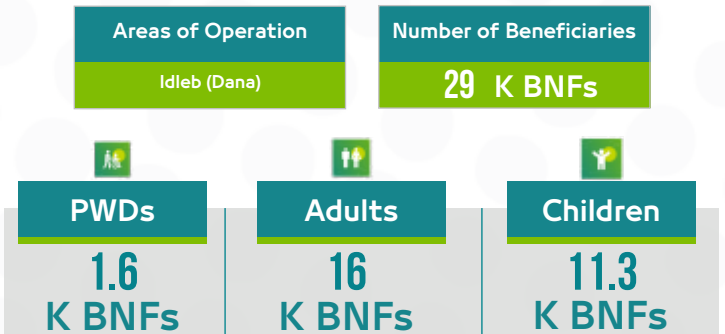 Areas of Operation
Idleb (Dana)
Number of Beneficiaries
29 K BNFs
PWDs
1.6
K BNFs
Adults
16
K BNFs
Children
11.3
K BNFs